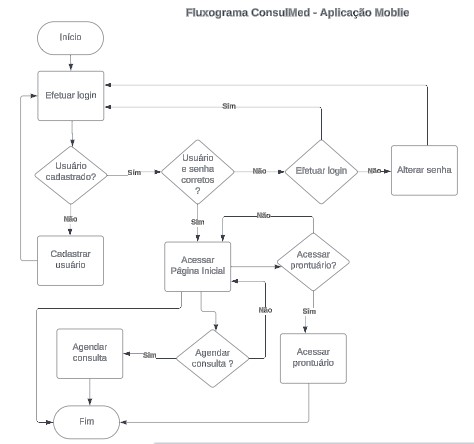 Fluxograma ConsulMed - Aplicação Moblie
Início
Efetuar login
Sim
Usuário
cadastrado?
Sim
Usuário
e senha
corretos
?
Não
Efetuar login
Não
Alterar senha
Não
Sim
Não
Cadastrar
usuário
Acessar
Página Inicial
Acessar
prontuário?
Não
Sim
Agendar
consulta
Sim
Agendar
consulta ?
Acessar
prontuário
Fim